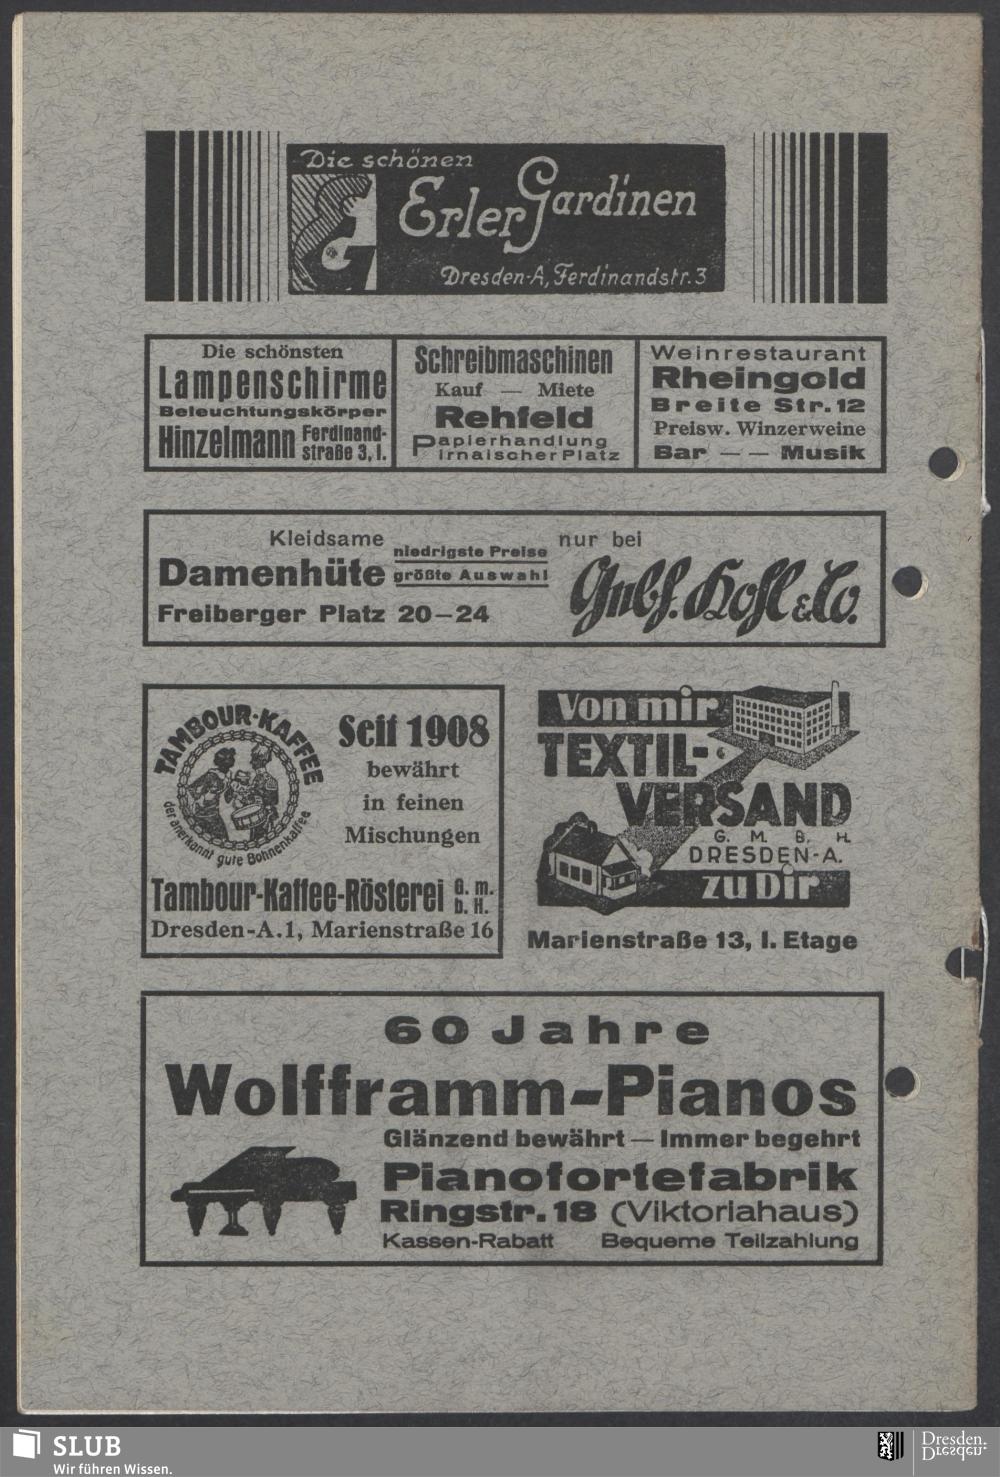 Die schönen
Erler Gardinen
Dresden-A, Ferdinandstr. 3
Die schönsten
Lampenschirme
Beleuchtungskörper
Hinzelmann Ferdinand-
straße 3, I.
Schreibmaschinen
Kauf — Miete
Rehfeld
Papierhandlung
Pirnaischer Platz
Weinrestaurant
Rheingold
Breite Str. 12
Preisw. Winzerweine
Bar — — Musik
Kleidsame
Damenhüte
niedrigste Preise
größte Auswahl
nur bei
& Co.
Freiberger Platz 20–24
TAMBOUR-KAFFEE
der anerkannt gute Bohnenkaffee
Seit 1908
bewährt
in feinen
Mischungen
Tambour-Kaffee-Rösterei G. m.
b. H.
Dresden-A.1, Marienstraße 16
Von mir
TEXTIL-
VERSAND
G. M. B. H.
DRESDEN-A.
zu Dir
Marienstraße 13, I. Etage
60 Jahre
Wolfframm-Pianos
Glänzend bewährt — Immer begehrt
Pianofortefabrik
Ringstr. 18 (Viktoriahaus)
Kassen-Rabatt Bequeme Teilzahlung
SLUB
Wir führen Wissen.
Dresden.
Dresden.